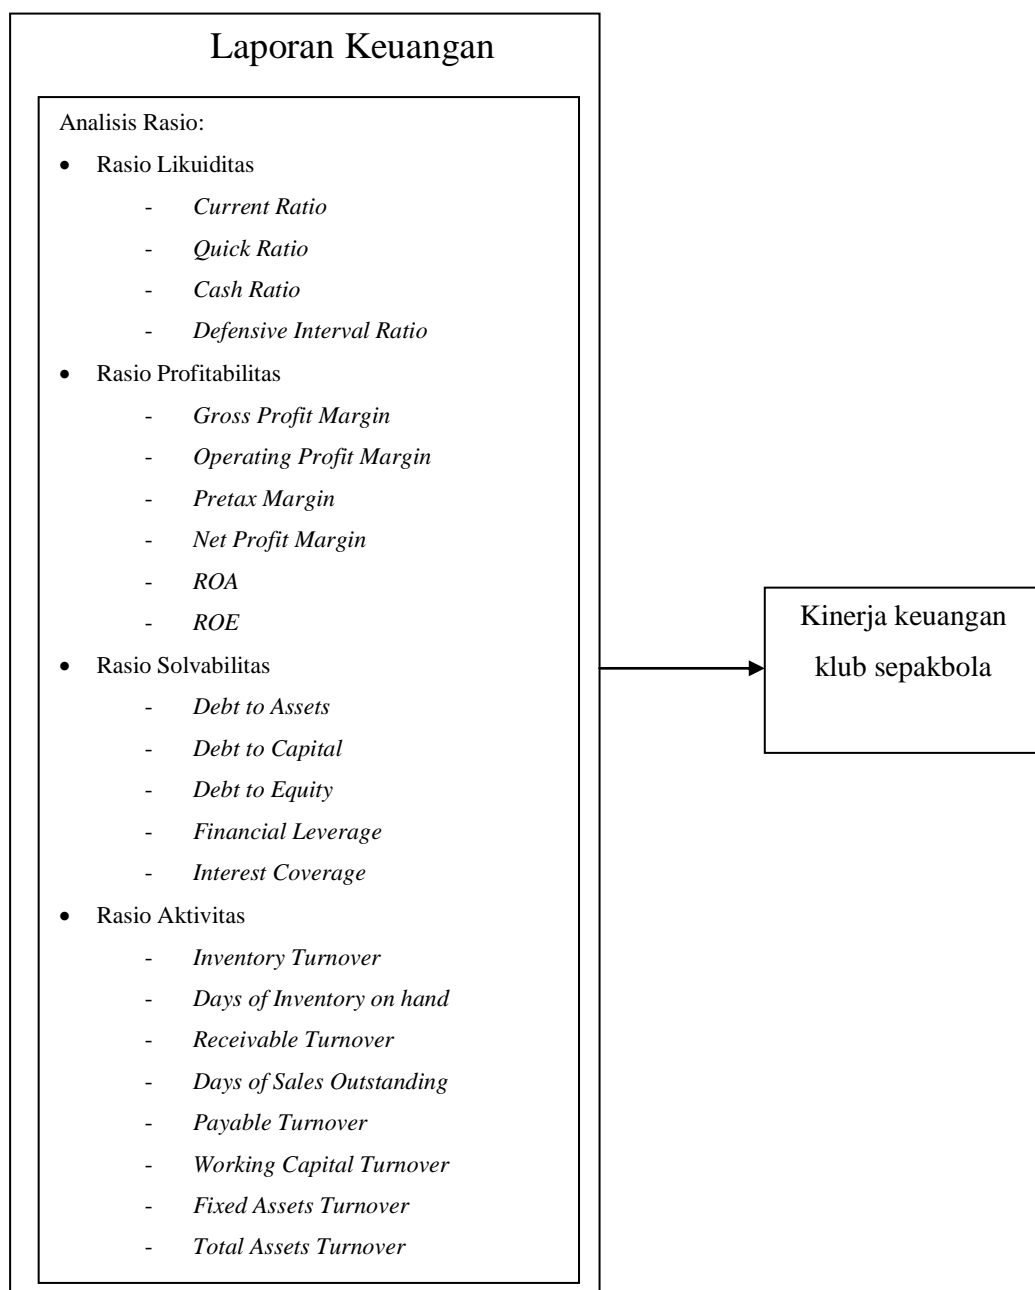 Laporan Keuangan
Analisis Rasio:
• Rasio Likuiditas
- Current Ratio
- Quick Ratio
- Cash Ratio
- Defensive Interval Ratio
• Rasio Profitabilitas
- Gross Profit Margin
- Operating Profit Margin
- Pretax Margin
- Net Profit Margin
- ROA
- ROE
• Rasio Solvabilitas
- Debt to Assets
- Debt to Capital
- Debt to Equity
- Financial Leverage
- Interest Coverage
• Rasio Aktivitas
- Inventory Turnover
- Days of Inventory on hand
- Receivable Turnover
- Days of Sales Outstanding
- Payable Turnover
- Working Capital Turnover
- Fixed Assets Turnover
- Total Assets Turnover
Kinerja keuangan
klub sepakbola